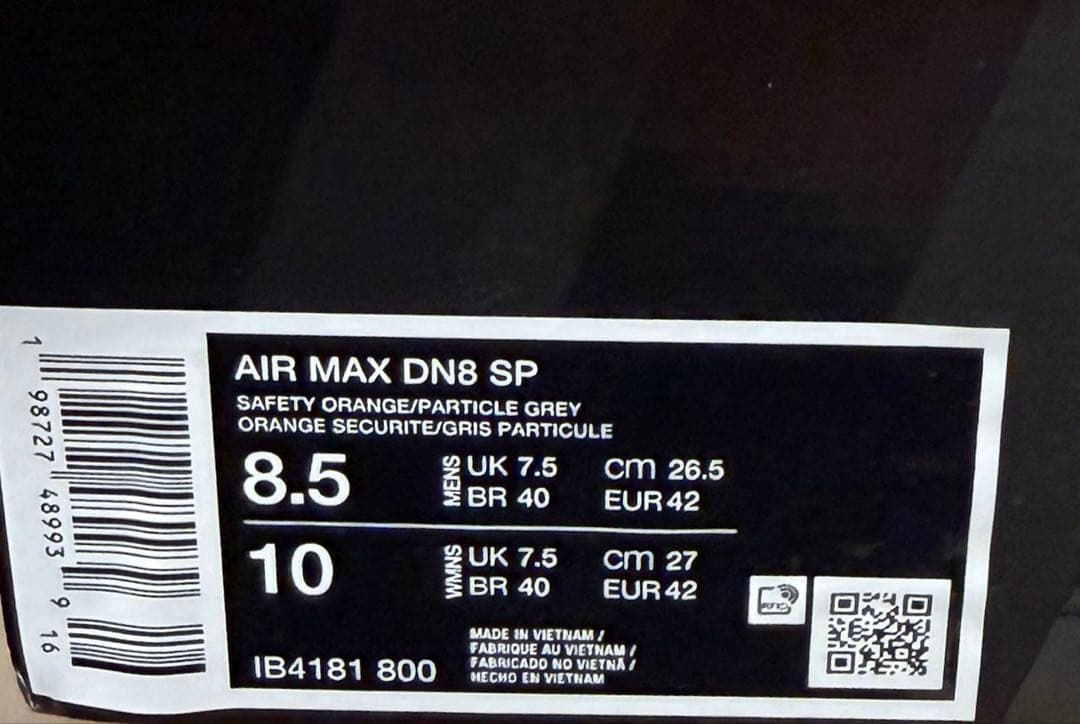 AIR MAX DN8 SP
SAFETY ORANGE/PARTICLE GREY
ORANGE SECURITE/GRIS PARTICULE
8.5 MENS UK 7.5 cm 26.5
BR 40 EUR 42
10 WMNS UK 7.5 cm 27
BR 40 EUR 42
MADE IN VIETNAM /
FABRIQUE AU VIETNAM /
FABRICADO NO VIETNÃ /
HECHO EN VIETNAM
IB4181 800
1 98727 48993 9 16
RFID